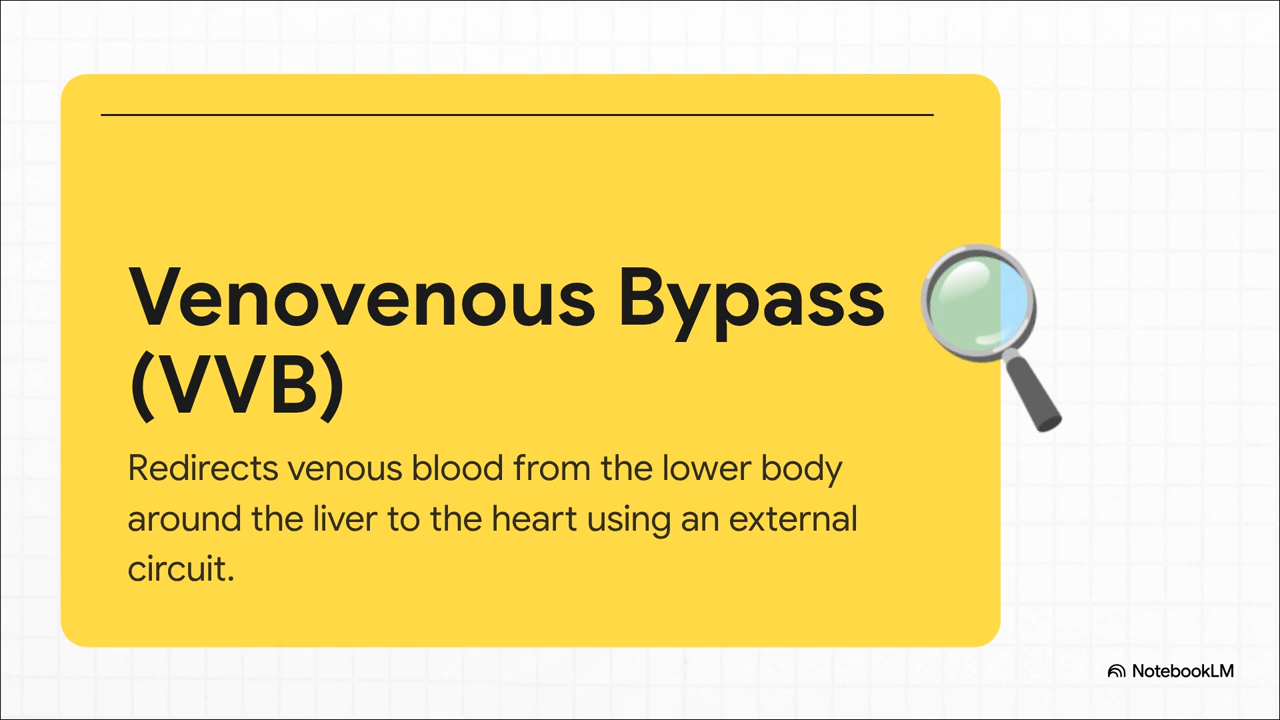 Venovenous Bypass
(VVB)
Redirects venous blood from the lower body
around the liver to the heart using an external
circuit.
NotebookLM